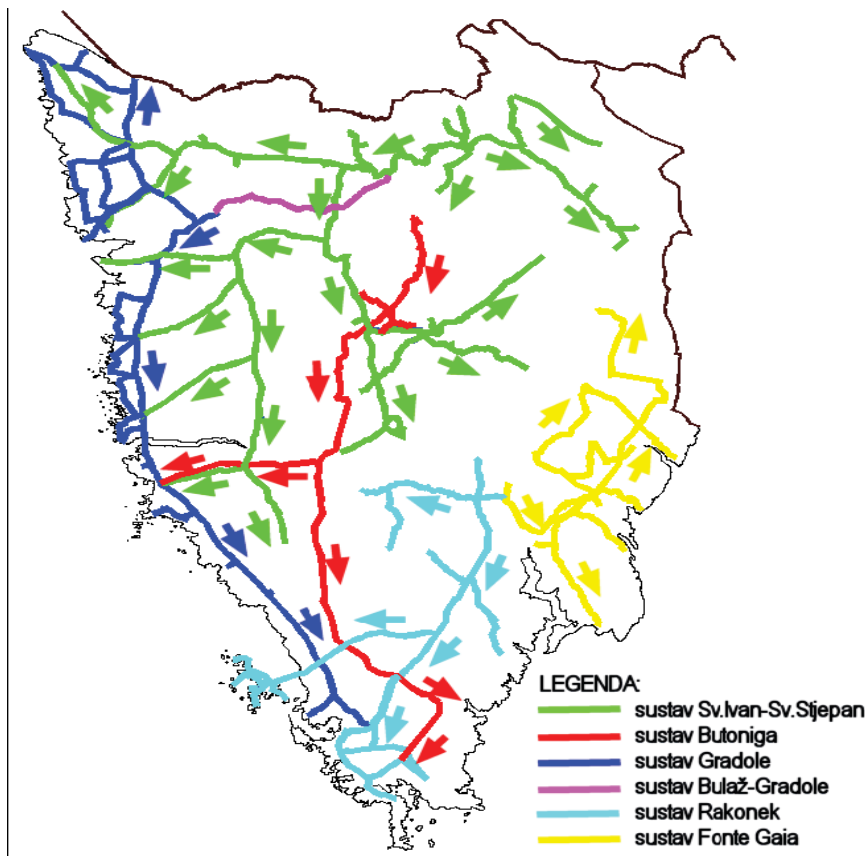 LEGENDA:
sustav Sv.Ivan-Sv.Stjepan
sustav Butoniga
sustav Gradole
sustav Bulaž-Gradole
sustav Rakonek
sustav Fonte Gaia